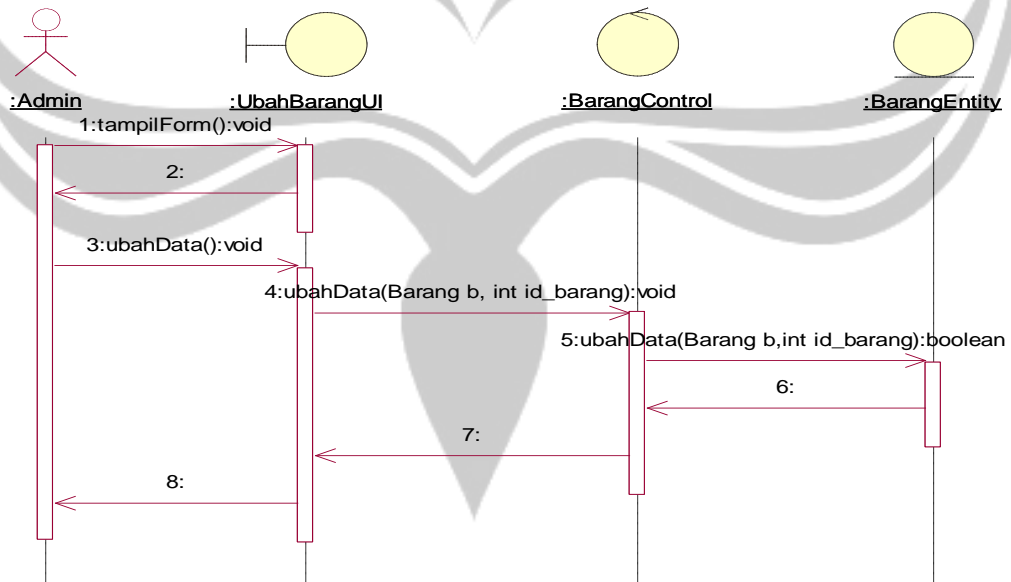 :Admin
:UbahBarangUI
:BarangControl
:BarangEntity
1:tampilForm():void
2:
3:ubahData():void
4:ubahData(Barang b, int id_barang):void
5:ubahData(Barang b,int id_barang):boolean
6:
7:
8: